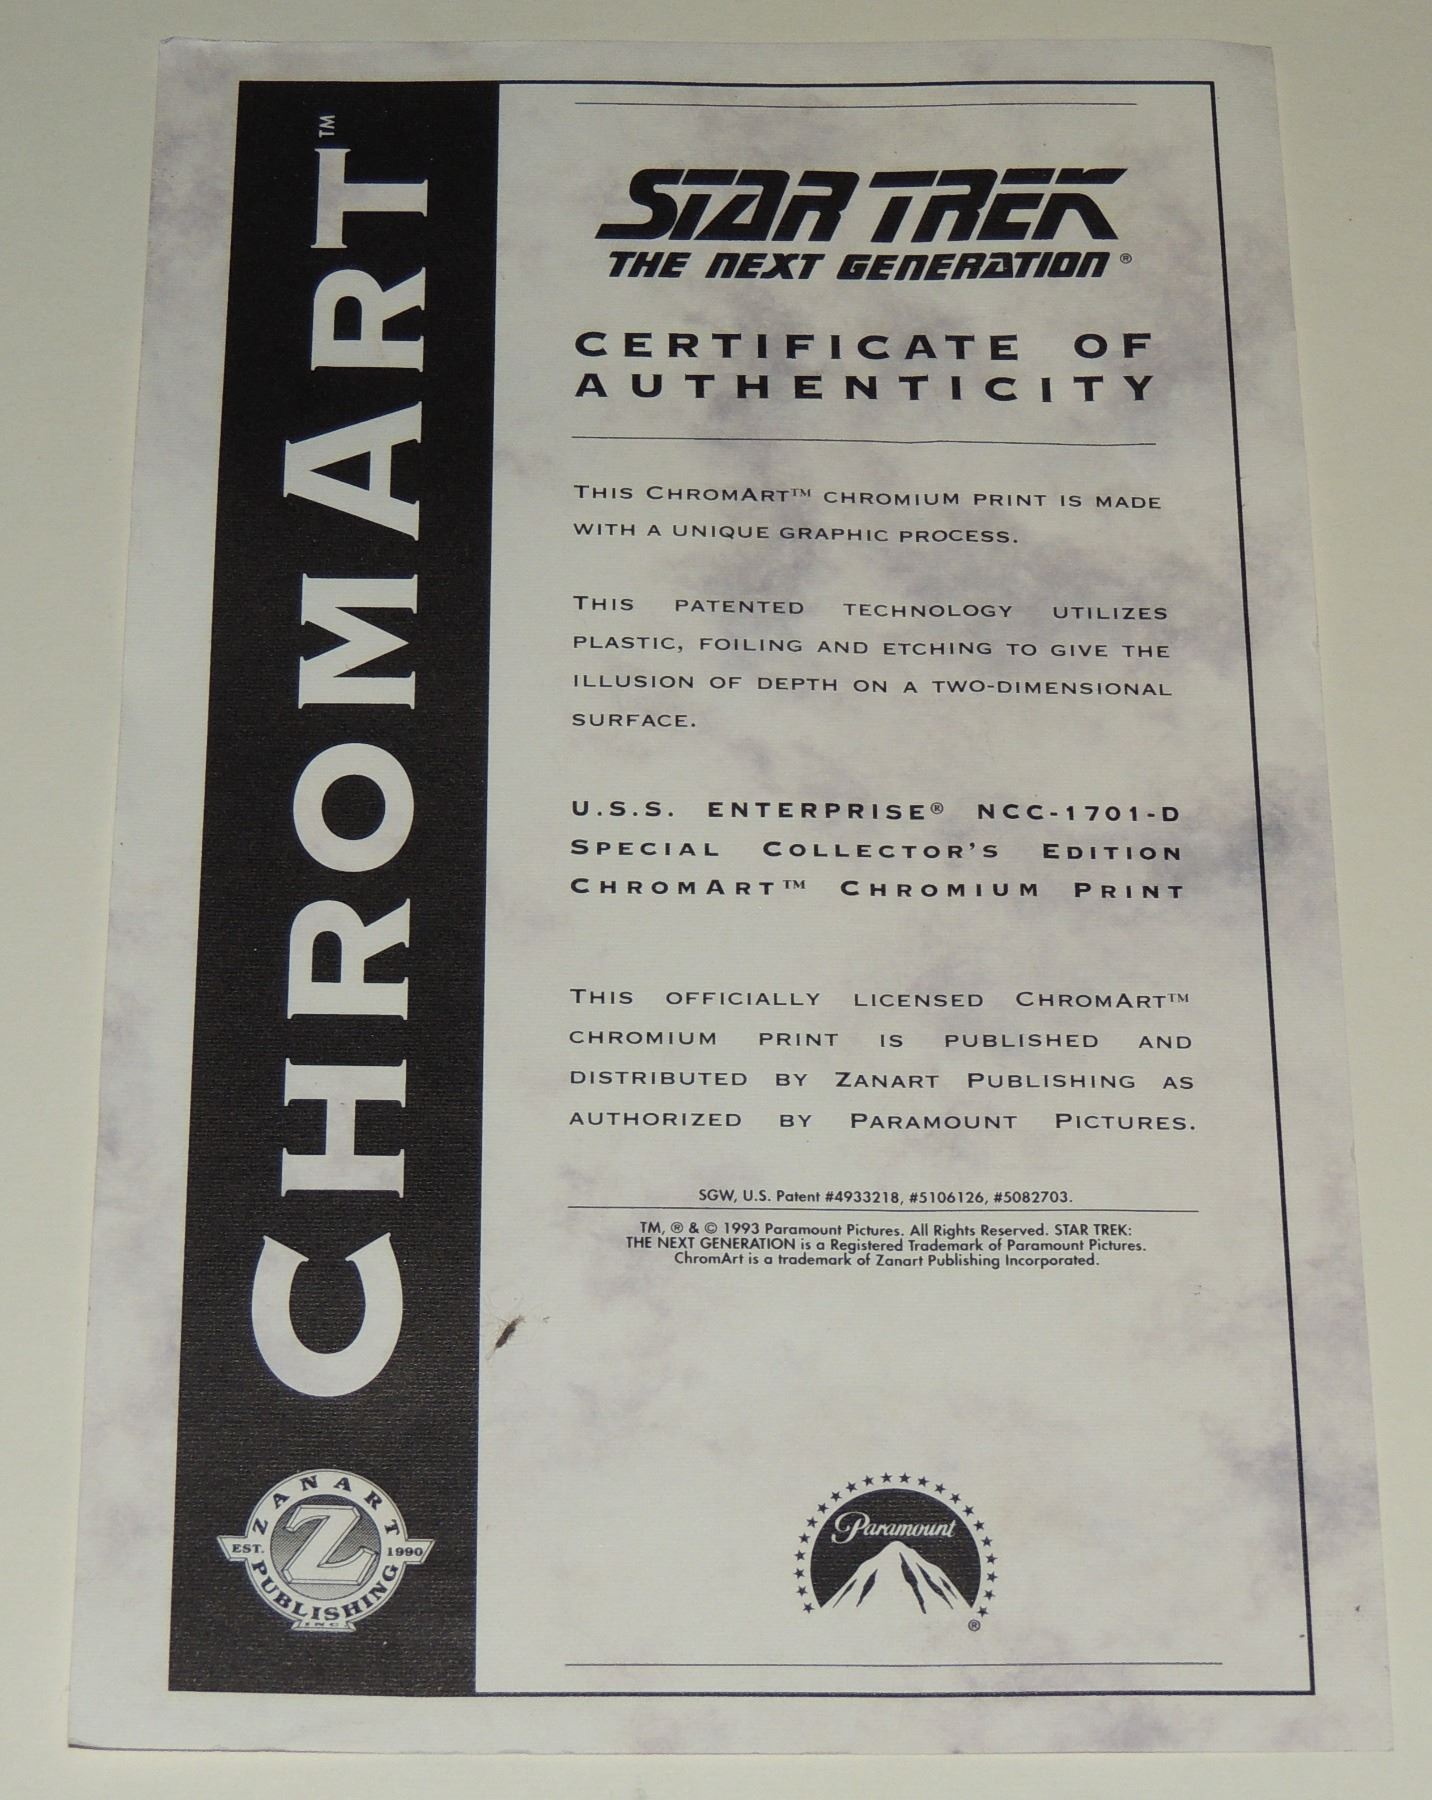 CHROMART™
STAR TREK
THE NEXT GENERATION®
CERTIFICATE OF
AUTHENTICITY
THIS CHROMART™ CHROMIUM PRINT IS MADE
WITH A UNIQUE GRAPHIC PROCESS.
THIS PATENTED TECHNOLOGY UTILIZES
PLASTIC, FOILING AND ETCHING TO GIVE THE
ILLUSION OF DEPTH ON A TWO-DIMENSIONAL
SURFACE.
U.S.S. ENTERPRISE® NCC-1701-D
SPECIAL COLLECTOR'S EDITION
CHROMART™ CHROMIUM PRINT
THIS OFFICIALLY LICENSED CHROMART™
CHROMIUM PRINT IS PUBLISHED AND
DISTRIBUTED BY ZANART PUBLISHING AS
AUTHORIZED BY PARAMOUNT PICTURES.
SGW, U.S. Patent #4933218, #5106126, #5082703.
TM, ® & © 1993 Paramount Pictures. All Rights Reserved. STAR TREK:
THE NEXT GENERATION is a Registered Trademark of Paramount Pictures.
ChromArt is a trademark of Zanart Publishing Incorporated.
ZANART
EST. Z 1990
PUBLISHING
INC
Paramount
®